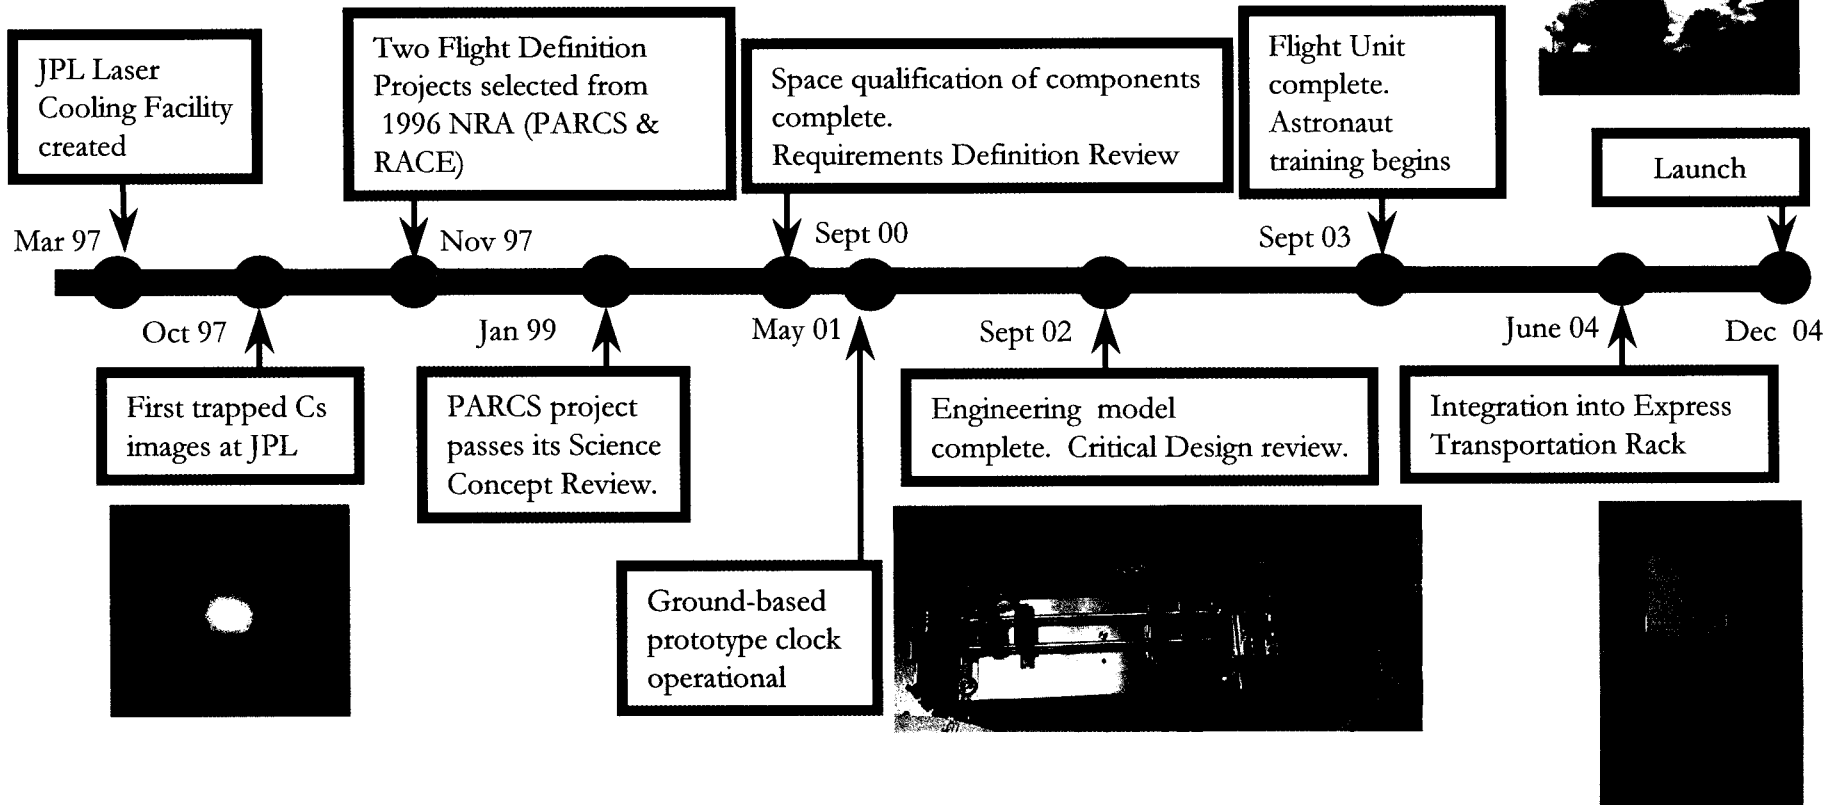 JPL Laser
Cooling Facility
created
Two Flight Definition
Projects selected from
1996 NRA (PARCS &
RACE)
Space qualification of components
complete.
Requirements Definition Review
Flight Unit
complete.
Astronaut
training begins
Launch
Mar 97
Nov 97
Sept 00
Sept 03
Oct 97
Jan 99
May 01
Sept 02
June 04
Dec 04
First trapped Cs
images at JPL
PARCS project
passes its Science
Concept Review.
Engineering model
complete. Critical Design review.
Integration into Express
Transportation Rack
Ground-based
prototype clock
operational